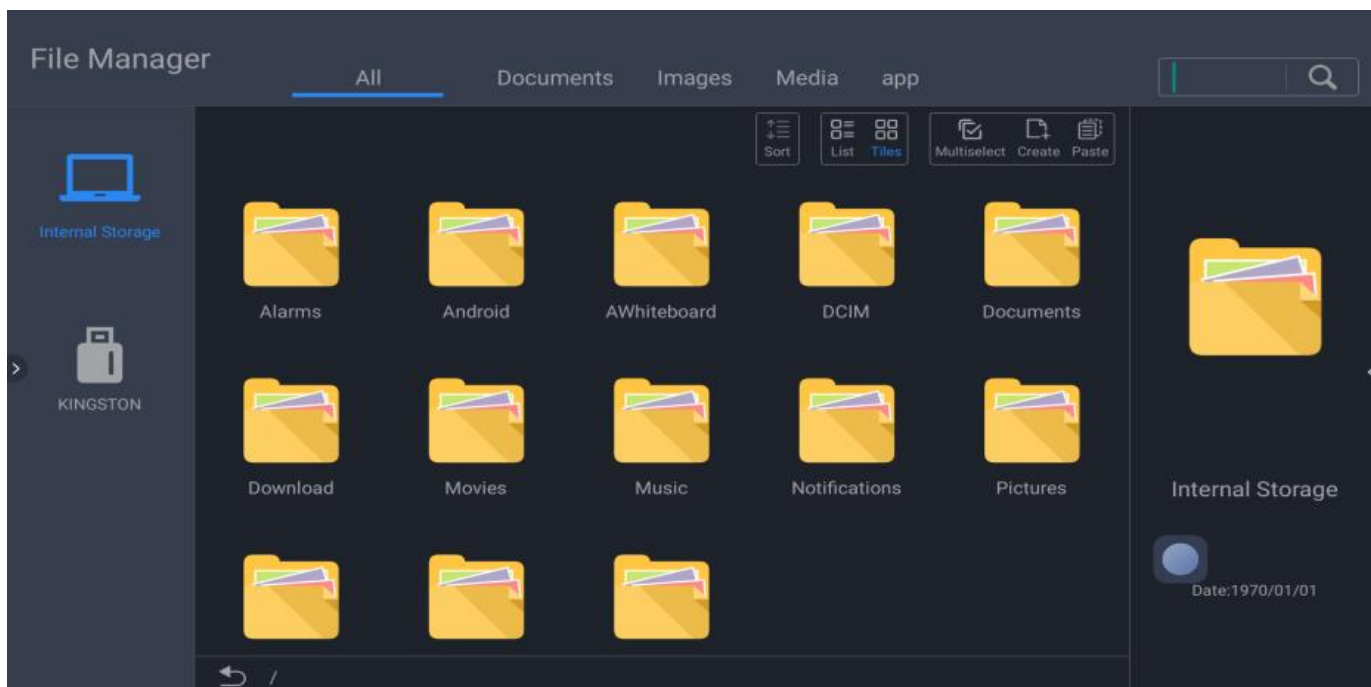 File Manager
All Documents Images Media app
Sort List Tiles Multiselect Create Paste
Internal Storage
KINGSTON
Alarms Android AWhiteboard DCIM Documents
Download Movies Music Notifications Pictures
Internal Storage
Date:1970/01/01
/